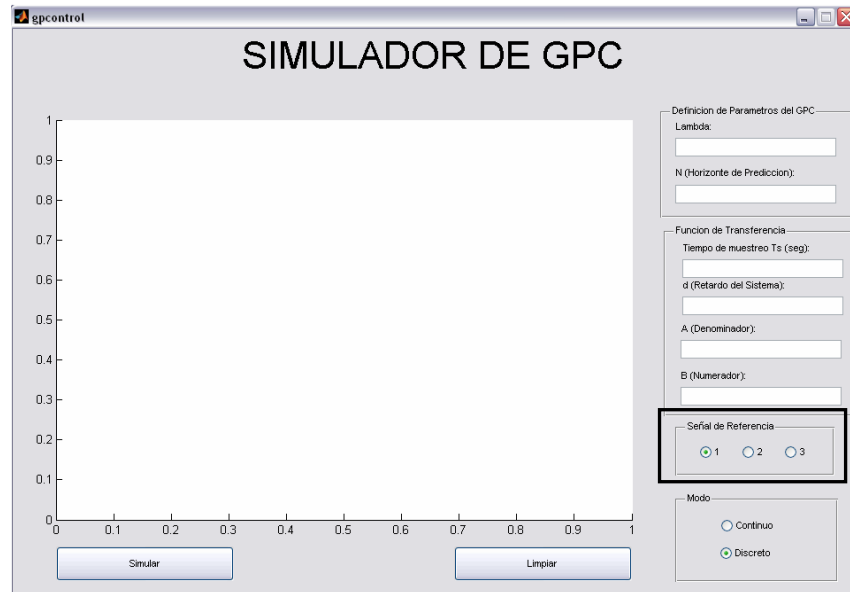 gpcontrol
SIMULADOR DE GPC
1
0.9
0.8
0.7
0.6
0.5
0.4
0.3
0.2
0.1
0
0 0.1 0.2 0.3 0.4 0.5 0.6 0.7 0.8 0.9 1
Simular
Limpiar
Definicion de Parametros del GPC
Lambda:
N (Horizonte de Prediccion):
Funcion de Transferencia
Tiempo de muestreo Ts (seg):
d (Retardo del Sistema):
A (Denominador):
B (Numerador):
Señal de Referencia
1 2 3
Modo
Continuo
Discreto